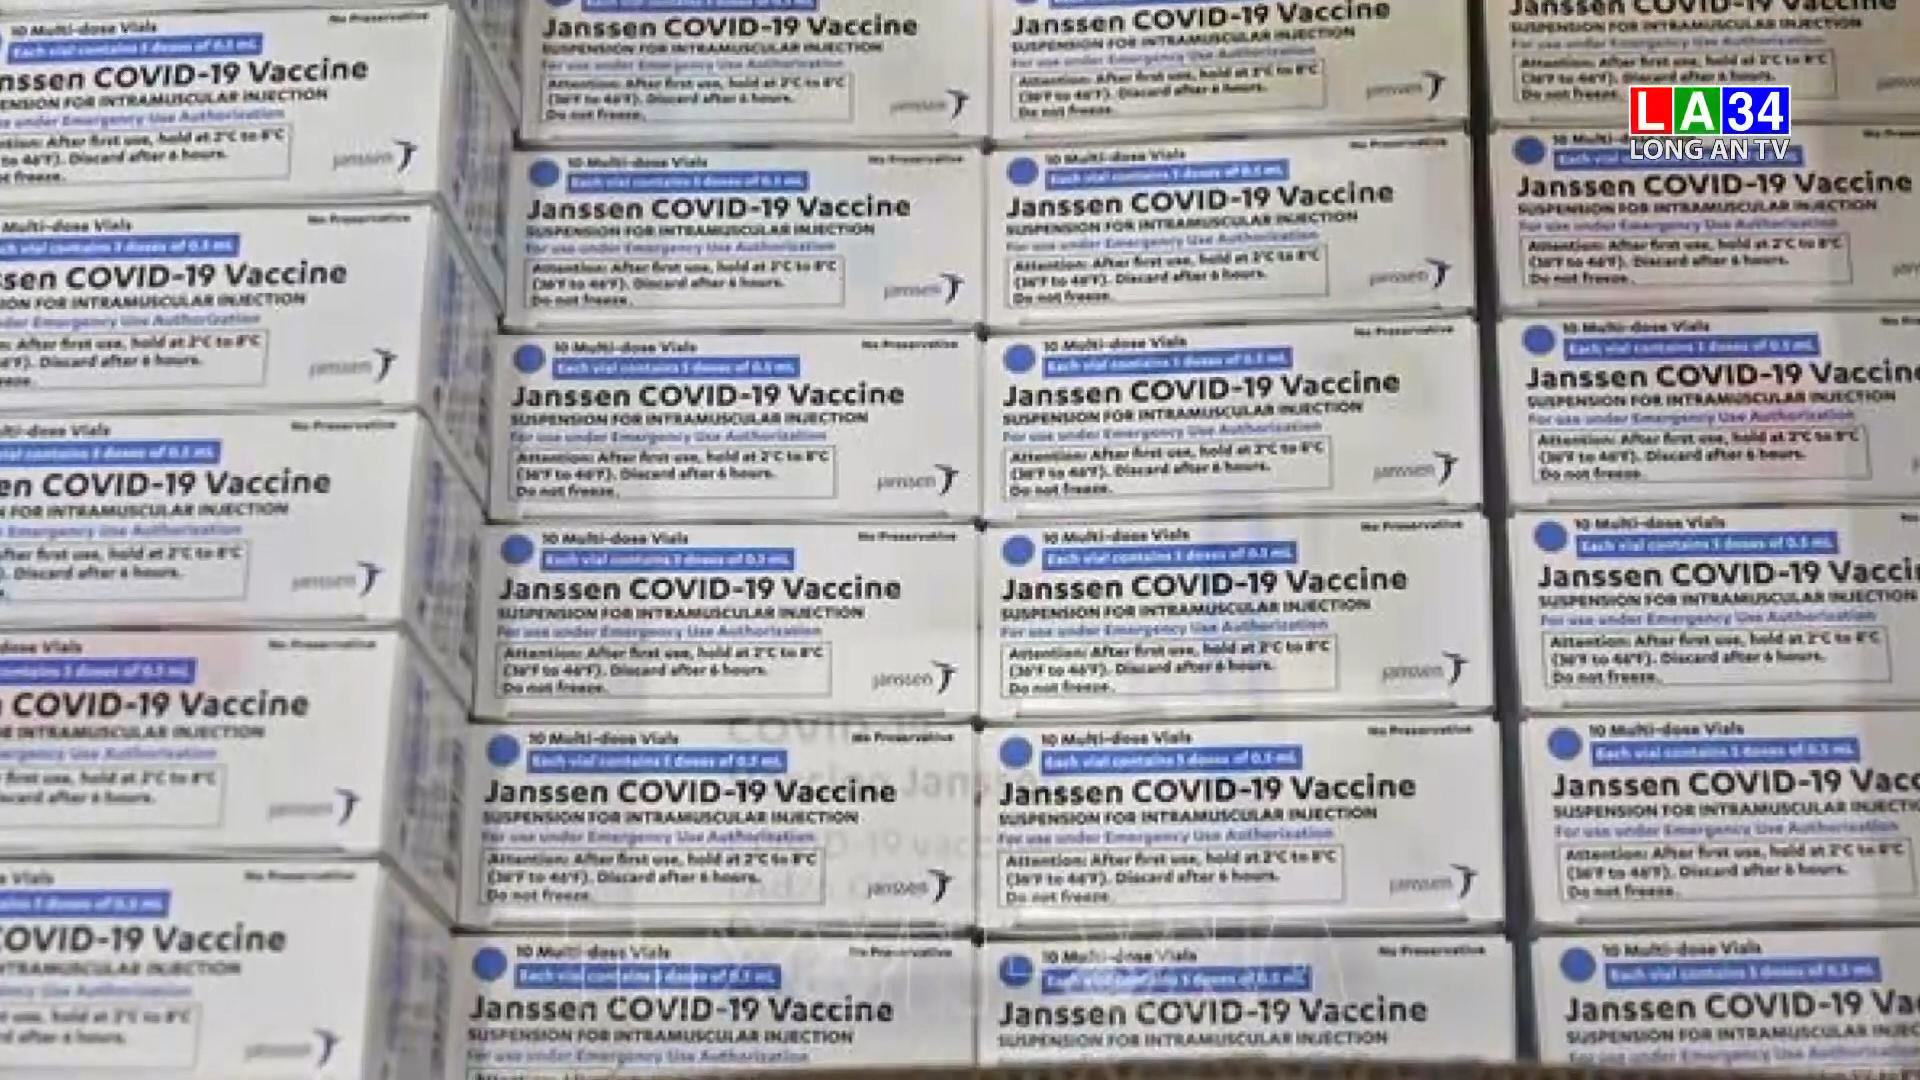 10 Multi-dose Vials
No Preservative
Each vial contains 5 doses of 0.5 mL
Janssen COVID-19 Vaccine
SUSPENSION FOR INTRAMUSCULAR INJECTION
For use under Emergency Use Authorization
Attention: After first use, hold at 2°C to 8°C
(36°F to 46°F). Discard after 6 hours.
Do not freeze.
janssen
LA34
LONG AN TV